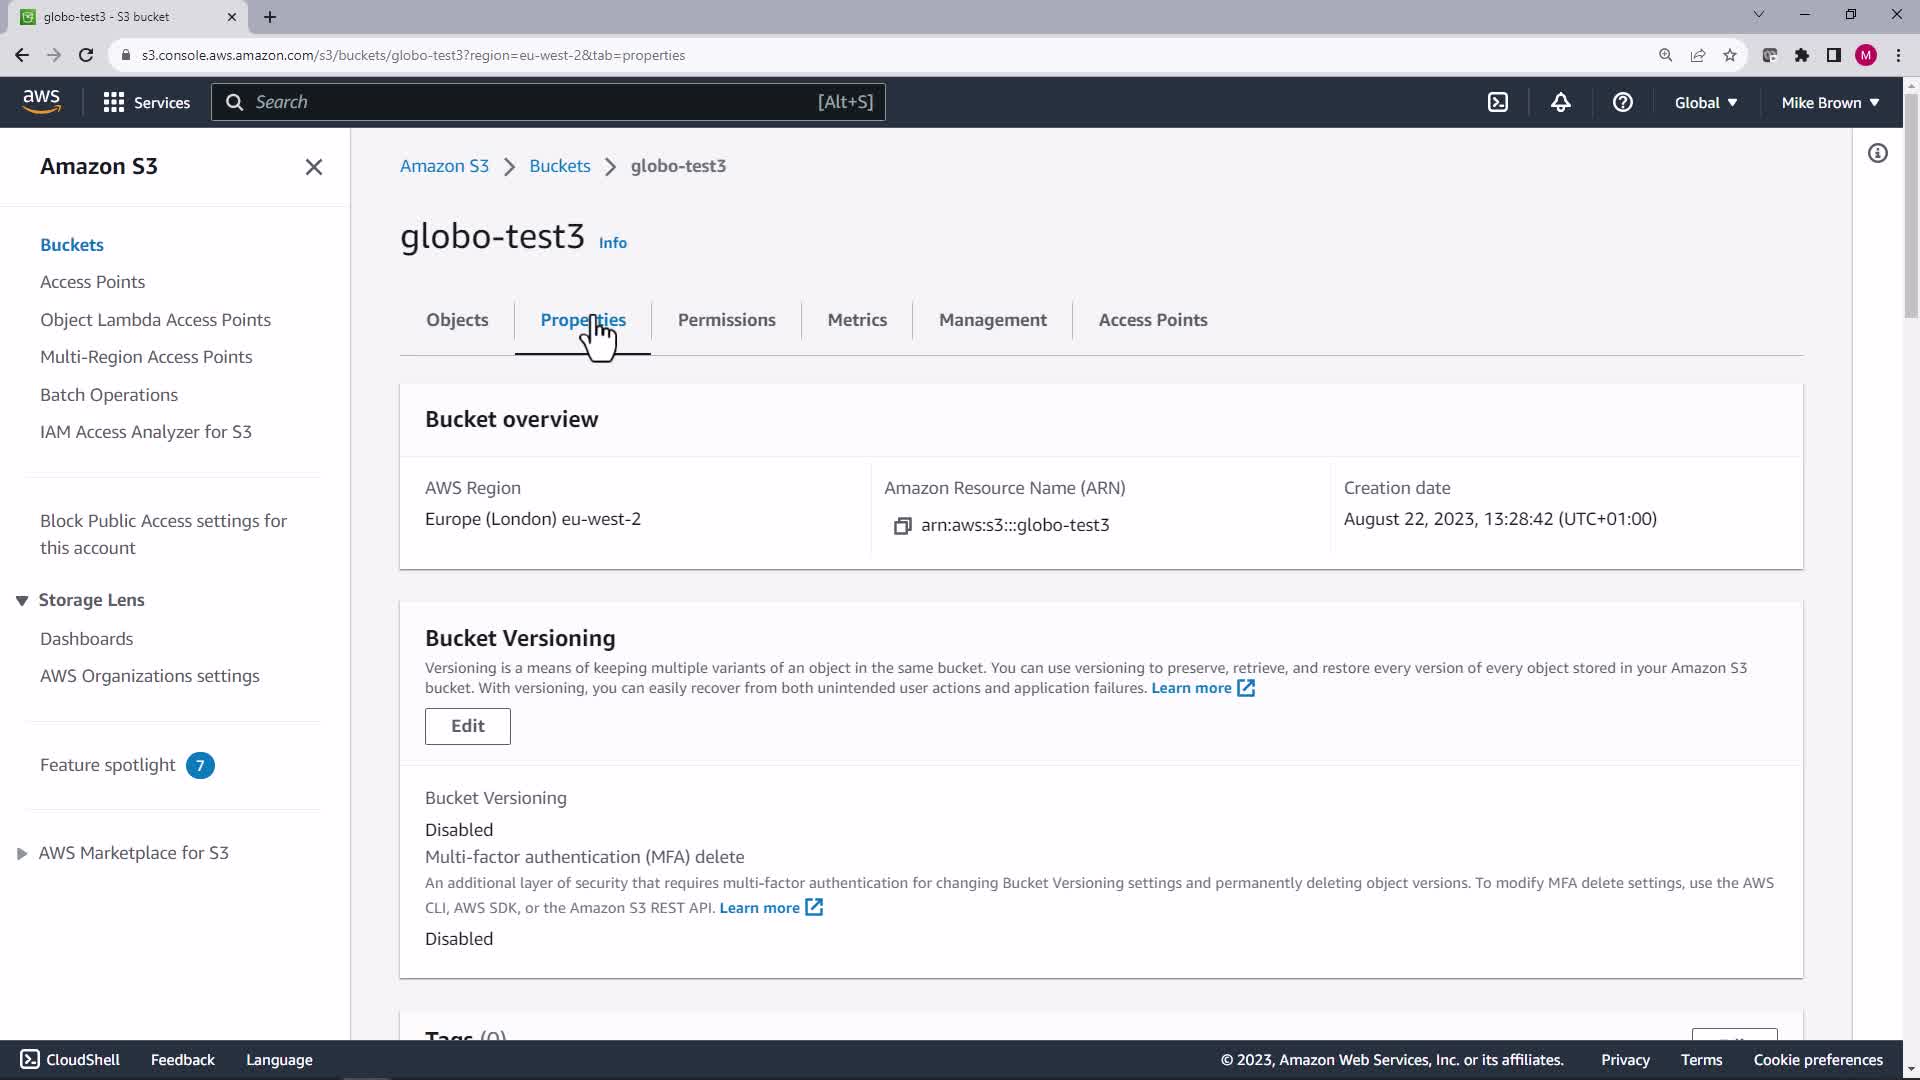 globo-test3 - S3 bucket
s3.console.aws.amazon.com/s3/buckets/globo-test3?region=eu-west-2&tab=properties
M
aws
Services
Search
[Alt+S]
Global
Mike Brown
Amazon S3
Buckets
Access Points
Object Lambda Access Points
Multi-Region Access Points
Batch Operations
IAM Access Analyzer for S3
Block Public Access settings for
this account
Storage Lens
Dashboards
AWS Organizations settings
Feature spotlight 7
AWS Marketplace for S3
Amazon S3 > Buckets > globo-test3
globo-test3 Info
Objects
Properties
Permissions
Metrics
Management
Access Points
Bucket overview
AWS Region
Europe (London) eu-west-2
Amazon Resource Name (ARN)
arn:aws:s3:::globo-test3
Creation date
August 22, 2023, 13:28:42 (UTC+01:00)
Bucket Versioning
Versioning is a means of keeping multiple variants of an object in the same bucket. You can use versioning to preserve, retrieve, and restore every version of every object stored in your Amazon S3
bucket. With versioning, you can easily recover from both unintended user actions and application failures. Learn more
Edit
Bucket Versioning
Disabled
Multi-factor authentication (MFA) delete
An additional layer of security that requires multi-factor authentication for changing Bucket Versioning settings and permanently deleting object versions. To modify MFA delete settings, use the AWS
CLI, AWS SDK, or the Amazon S3 REST API. Learn more
Disabled
Tags (0)
CloudShell
Feedback
Language
© 2023, Amazon Web Services, Inc. or its affiliates.
Privacy
Terms
Cookie preferences